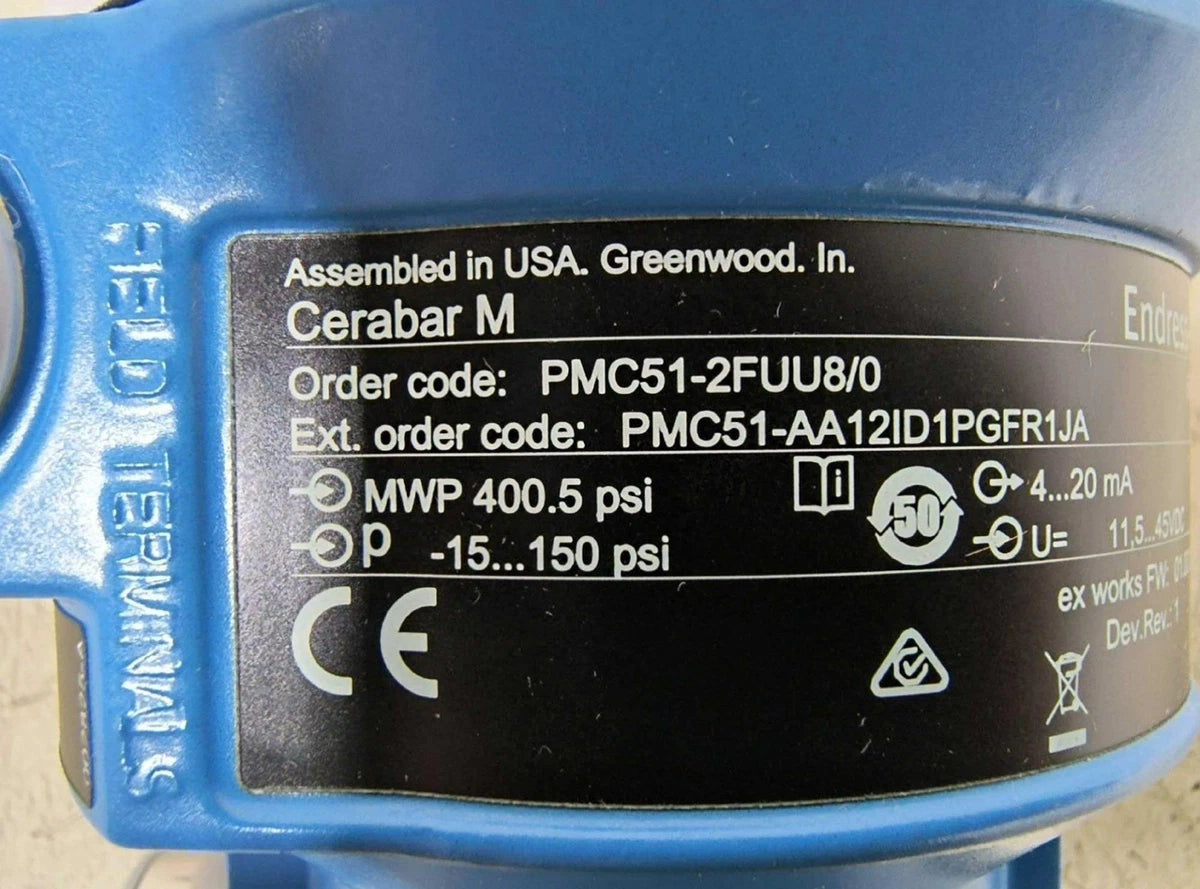 FIELD TERMINALS
Assembled in USA. Greenwood. In.
Cerabar M
Endress
Order code: PMC51-2FUU8/0
Ext. order code: PMC51-AA12ID1PGFR1JA
MWP 400.5 psi
p -15...150 psi
i
50
4...20 mA
U= 11,5...45VDC
CE
ex works FW: 01.
Dev.Rev.: 1